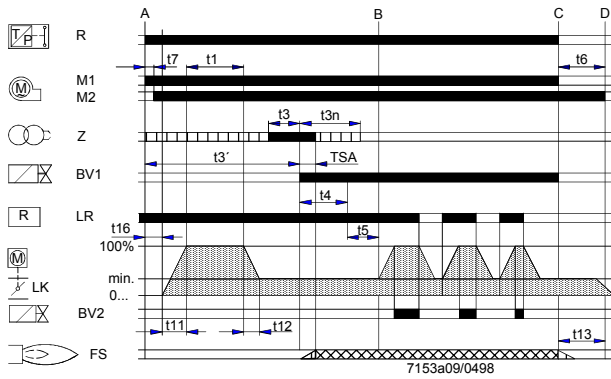 A B C D
T P R
t7 t1 t6
M M1
M2
t3 t3n
Z
t3´ TSA
BV1
t4
R LR
t16 t5
100%
M
min.
LK
0...
BV2
t11 t12 t13
FS
7153a09/0498